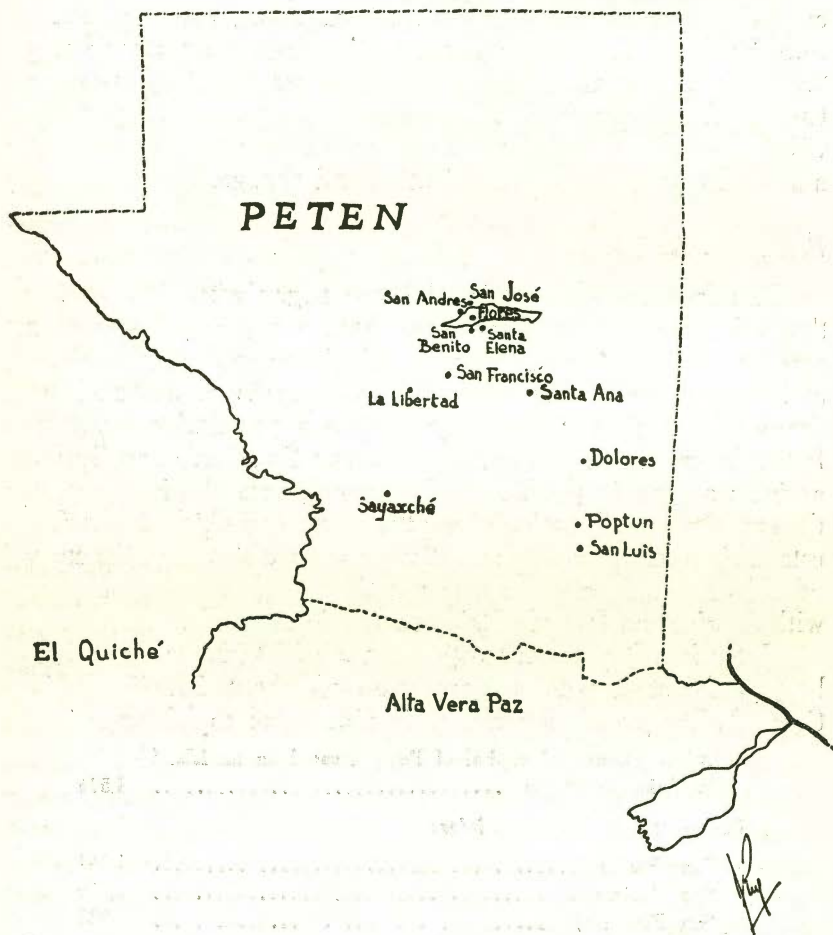 PETEN
San Andres
San José
Flores
San
Benito
Santa
Elena
San Francisco
La Libertad
Santa Ana
Dolores
Sayaxché
Poptun
San Luis
El Quiché
Alta Vera Paz